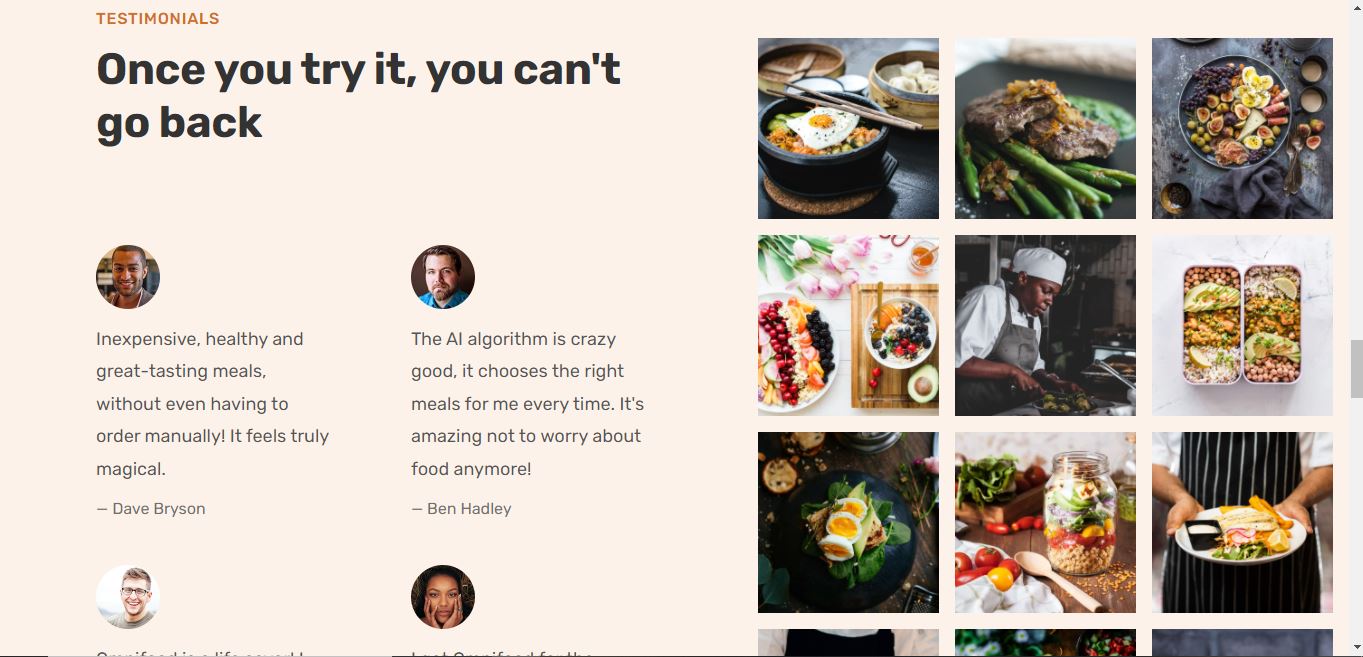 TESTIMONIALS
Once you try it, you can't
go back
Inexpensive, healthy and
great-tasting meals,
without even having to
order manually! It feels truly
magical.
— Dave Bryson
The AI algorithm is crazy
good, it chooses the right
meals for me every time. It's
amazing not to worry about
food anymore!
— Ben Hadley